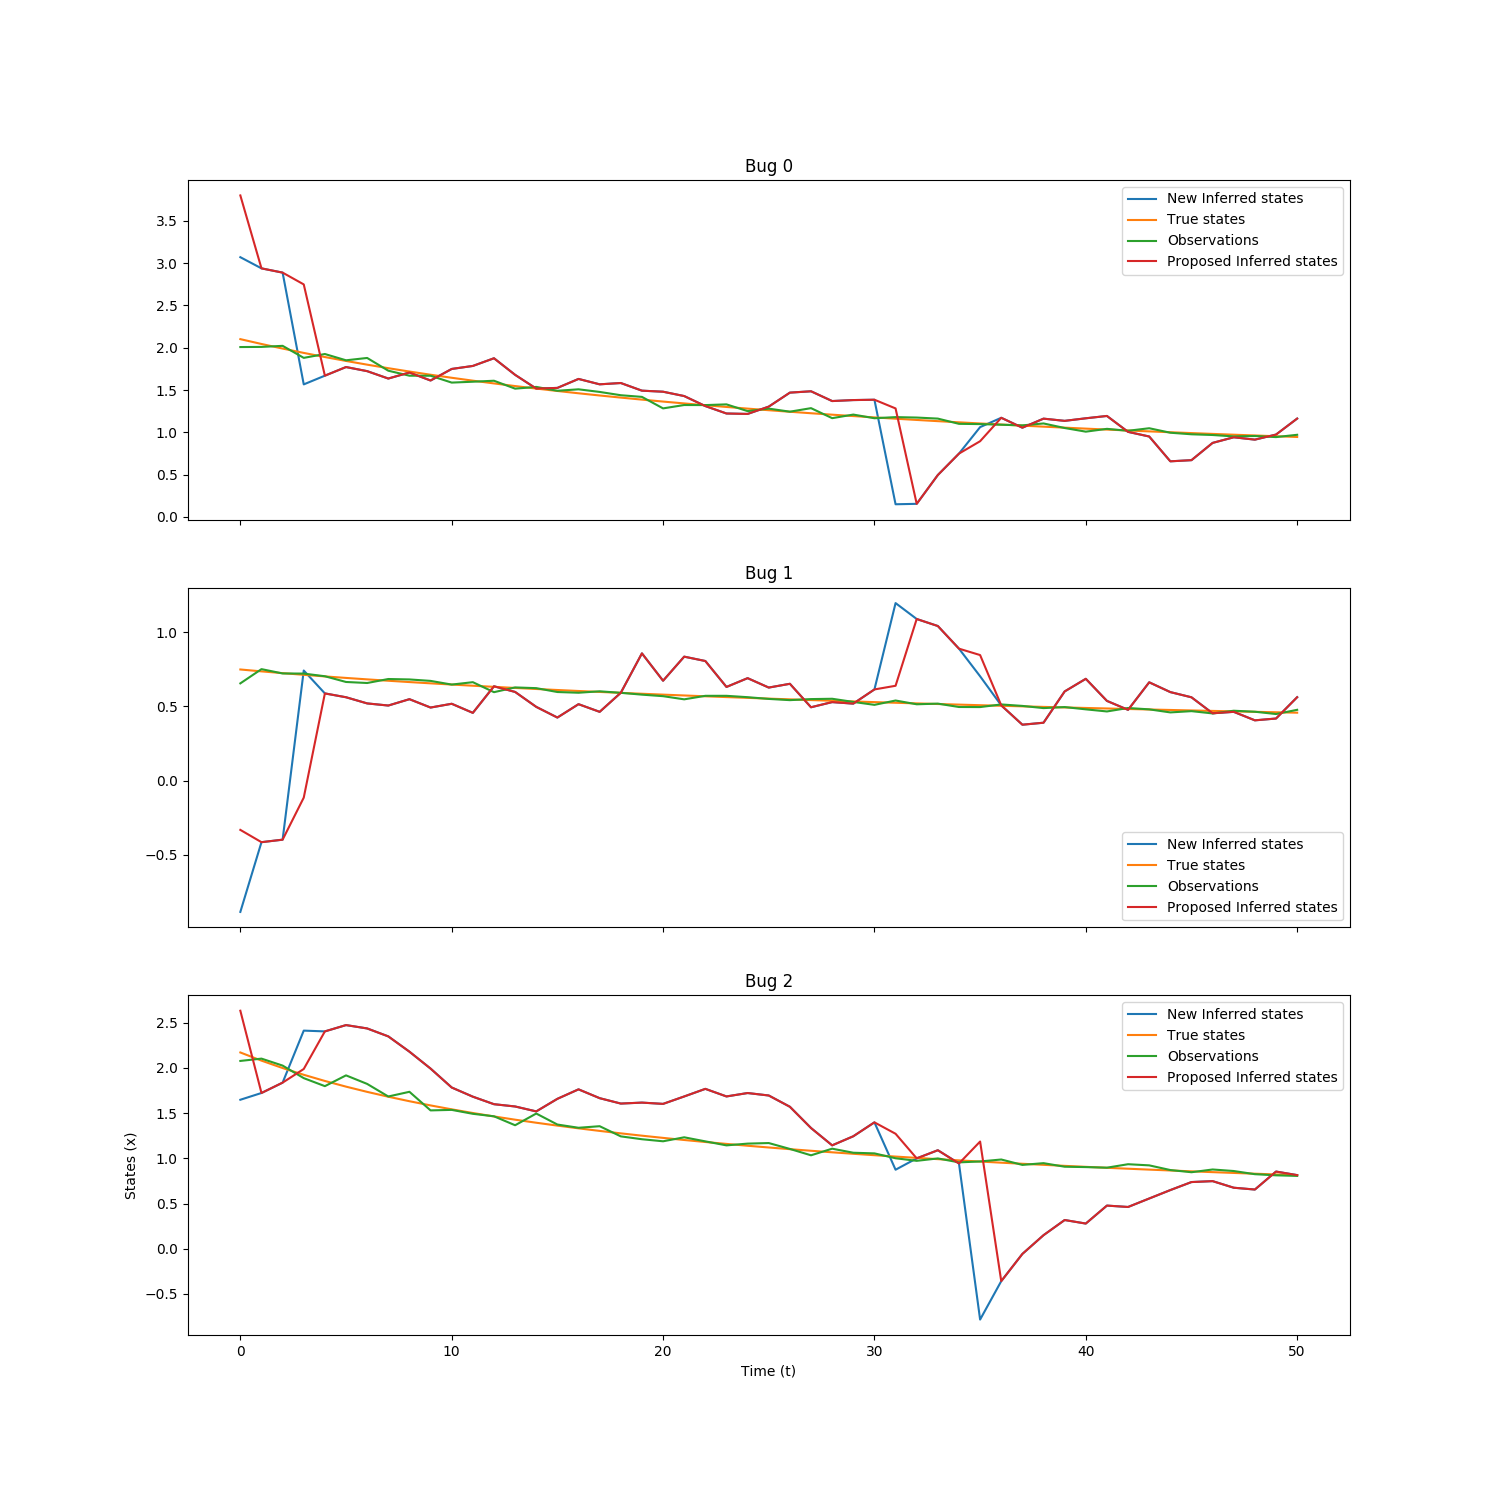 Bug 0
3.5
3.0
2.5
2.0
1.5
1.0
0.5
0.0
New Inferred states
True states
Observations
Proposed Inferred states
Bug 1
1.0
0.5
0.0
−0.5
New Inferred states
True states
Observations
Proposed Inferred states
Bug 2
States (x)
2.5
2.0
1.5
1.0
0.5
0.0
−0.5
New Inferred states
True states
Observations
Proposed Inferred states
0 10 20 30 40 50
Time (t)